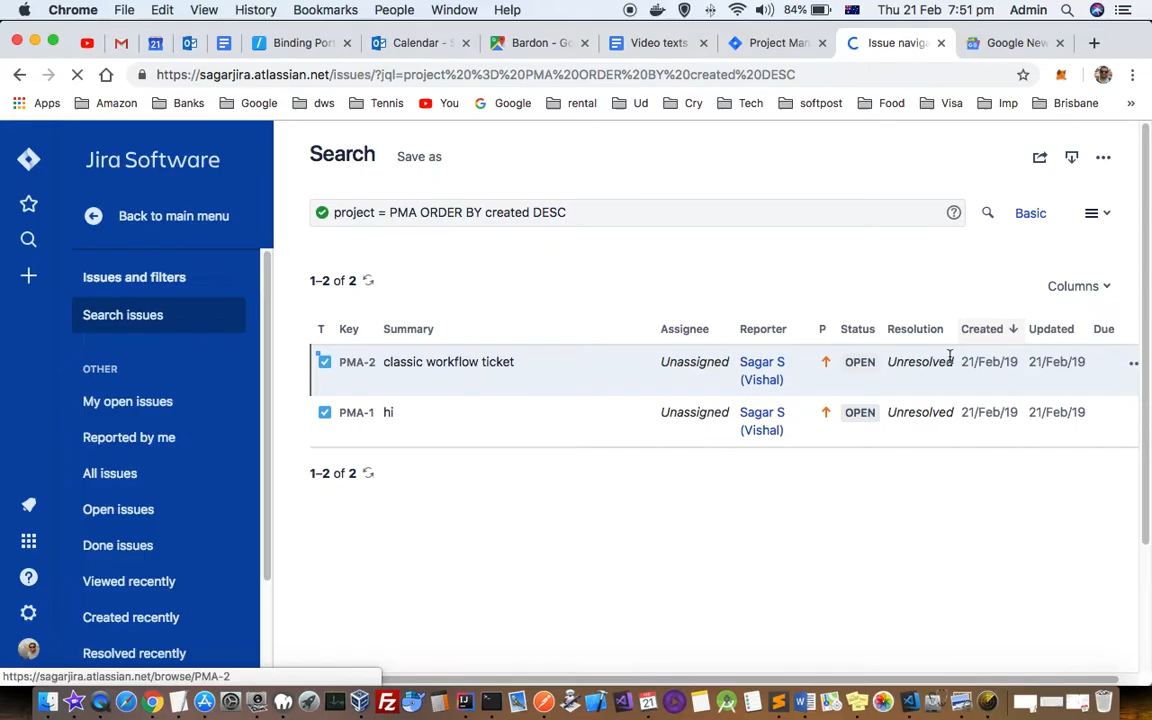 Chrome File Edit View History Bookmarks People Window Help 84% Thu 21 Feb 7:51 pm Admin
Binding Por Calendar - S Bardon - Go Video texts Project Man Issue naviga Google New
https://sagarjira.atlassian.net/issues/?jql=project%20%3D%20PMA%20ORDER%20BY%20created%20DESC
Apps Amazon Banks Google dws Tennis You Google rental Ud Cry Tech softpost Food Visa Imp Brisbane »
Jira Software
Back to main menu
Issues and filters
Search issues
OTHER
My open issues
Reported by me
All issues
Open issues
Done issues
Viewed recently
Created recently
Resolved recently
https://sagarjira.atlassian.net/browse/PMA-2
Search Save as
project = PMA ORDER BY created DESC
Basic
1–2 of 2
Columns
T Key Summary Assignee Reporter P Status Resolution Created Updated Due
PMA-2 classic workflow ticket Unassigned Sagar S (Vishal) OPEN Unresolved 21/Feb/19 21/Feb/19
PMA-1 hi Unassigned Sagar S (Vishal) OPEN Unresolved 21/Feb/19 21/Feb/19
1–2 of 2